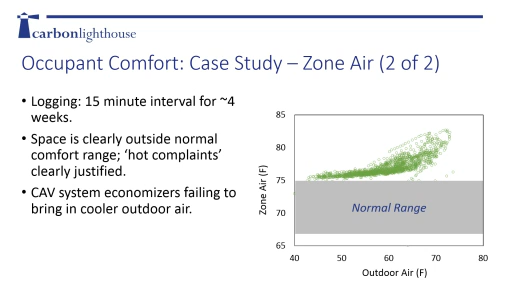 carbonlighthouse
Occupant Comfort: Case Study – Zone Air (2 of 2)
• Logging: 15 minute interval for ~4
weeks.
• Space is clearly outside normal
comfort range; ‘hot complaints’
clearly justified.
• CAV system economizers failing to
bring in cooler outdoor air.
85
80
75
70
65
Zone Air (F)
Normal Range
40 50 60 70 80
Outdoor Air (F)